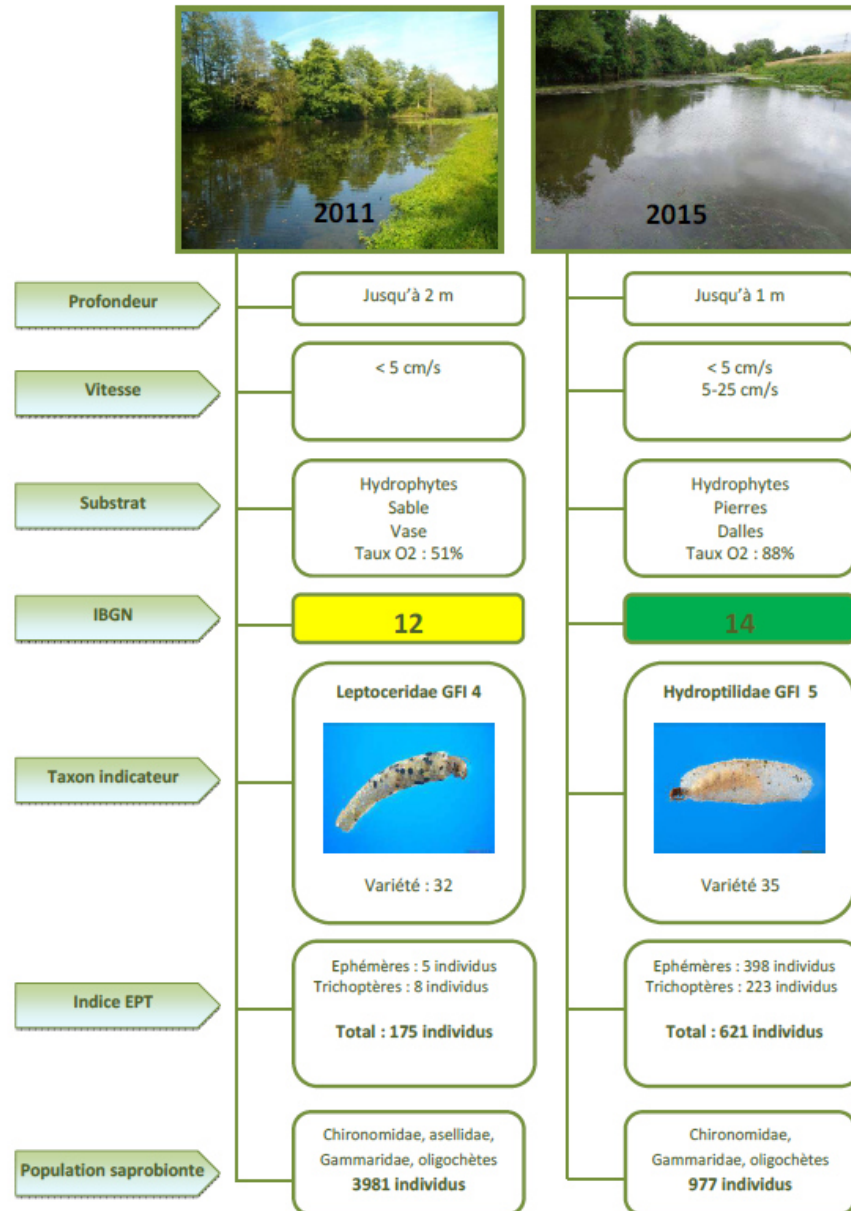 2011
2015
Profondeur
Jusqu'à 2 m
Jusqu'à 1 m
Vitesse
< 5 cm/s
< 5 cm/s
5-25 cm/s
Substrat
Hydrophytes
Sable
Vase
Taux O2 : 51%
Hydrophytes
Pierres
Dalles
Taux O2 : 88%
IBGN
12
14
Taxon indicateur
Leptoceridae GFI 4
Variété : 32
Hydroptilidae GFI 5
Variété 35
Indice EPT
Ephémères : 5 individus
Trichoptères : 8 individus
Total : 175 individus
Ephémères : 398 individus
Trichoptères : 223 individus
Total : 621 individus
Population saprobionte
Chironomidae, asellidae,
Gammaridae, oligochètes
3981 individus
Chironomidae,
Gammaridae, oligochètes
977 individus